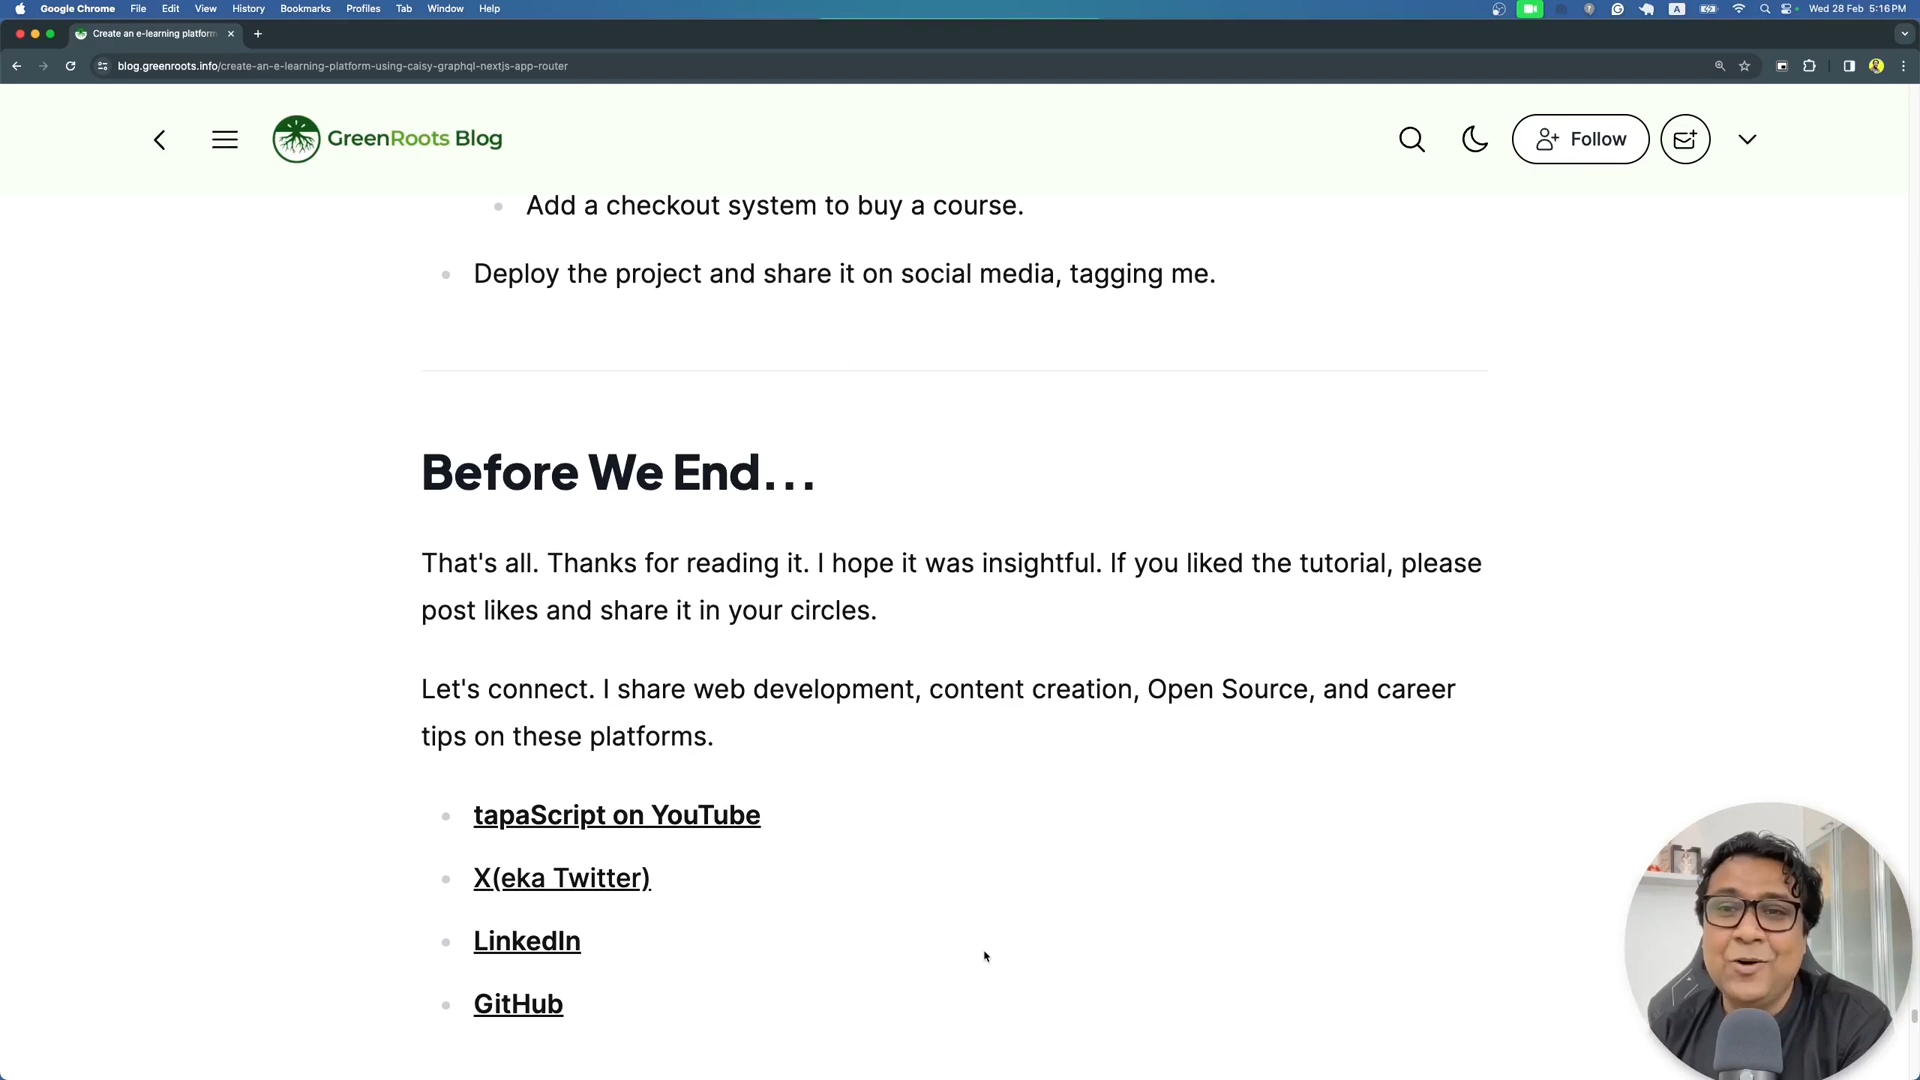 Google Chrome File Edit View History Bookmarks Profiles Tab Window Help
A
Wed 28 Feb 5:16 PM
Create an e-learning platform
blog.greenroots.info/create-an-e-learning-platform-using-caisy-graphql-nextjs-app-router
GreenRoots Blog
Follow
Add a checkout system to buy a course.
Deploy the project and share it on social media, tagging me.
Before We End...
That's all. Thanks for reading it. I hope it was insightful. If you liked the tutorial, please
post likes and share it in your circles.
Let's connect. I share web development, content creation, Open Source, and career
tips on these platforms.
tapaScript on YouTube
X(eka Twitter)
LinkedIn
GitHub